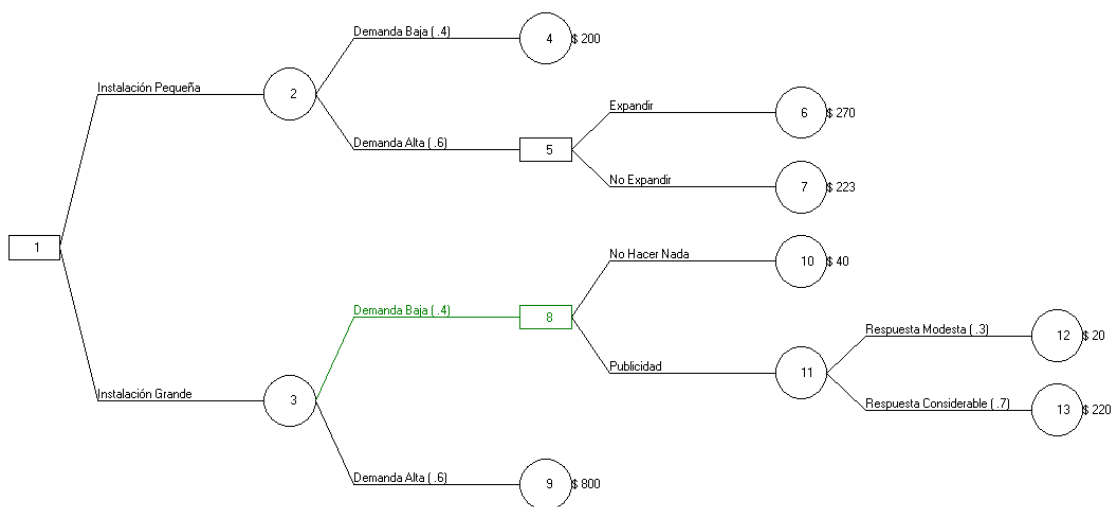 Demanda Baja ( .4)
4
$ 200
Instalación Pequeña
2
Expandir
6
$ 270
Demanda Alta ( .6)
5
No Expandir
7
$ 223
1
No Hacer Nada
10
$ 40
Demanda Baja ( .4)
8
Respuesta Modesta ( .3)
12
$ 20
Publicidad
11
Instalación Grande
3
Respuesta Considerable ( .7)
13
$ 220
Demanda Alta ( .6)
9
$ 800